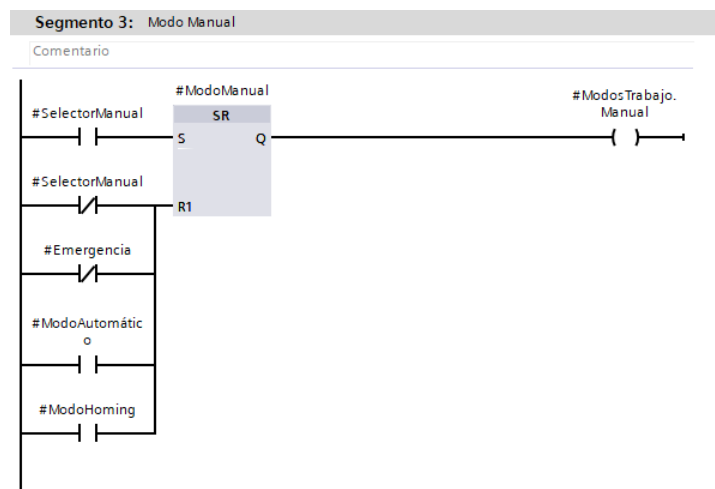 Segmento 3: Modo Manual
Comentario
#ModoManual
#SelectorManual
SR
#ModosTrabajo.
Manual
S
Q
#SelectorManual
R1
#Emergencia
#ModoAutomátic
o
#ModoHoming